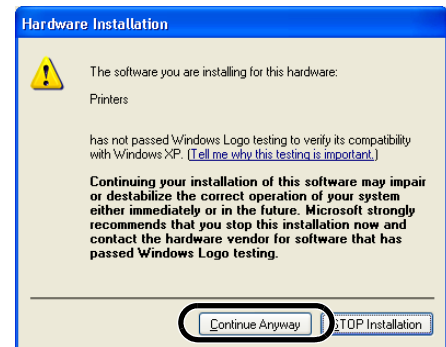 Hardware Installation
The software you are installing for this hardware:
Printers
has not passed Windows Logo testing to verify its compatibility
with Windows XP. (Tell me why this testing is important.)
Continuing your installation of this software may impair
or destabilize the correct operation of your system
either immediately or in the future. Microsoft strongly
recommends that you stop this installation now and
contact the hardware vendor for software that has
passed Windows Logo testing.
Continue Anyway STOP Installation